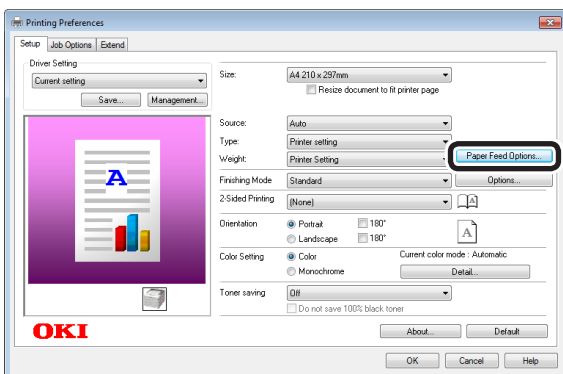 Printing Preferences
Setup Job Options Extend
Driver Setting
Current setting
Save... Management...
A
Size: A4 210 x 297mm
Resize document to fit printer page
Source: Auto
Type: Printer setting
Weight: Printer Setting Paper Feed Options...
Finishing Mode Standard Options...
2-Sided Printing (None)
Orientation Portrait 180°
Landscape 180°
A
Color Setting Color Current color mode : Automatic
Monochrome Detail...
Toner saving Off
Do not save 100% black toner
OKI
About... Default
OK Cancel Help